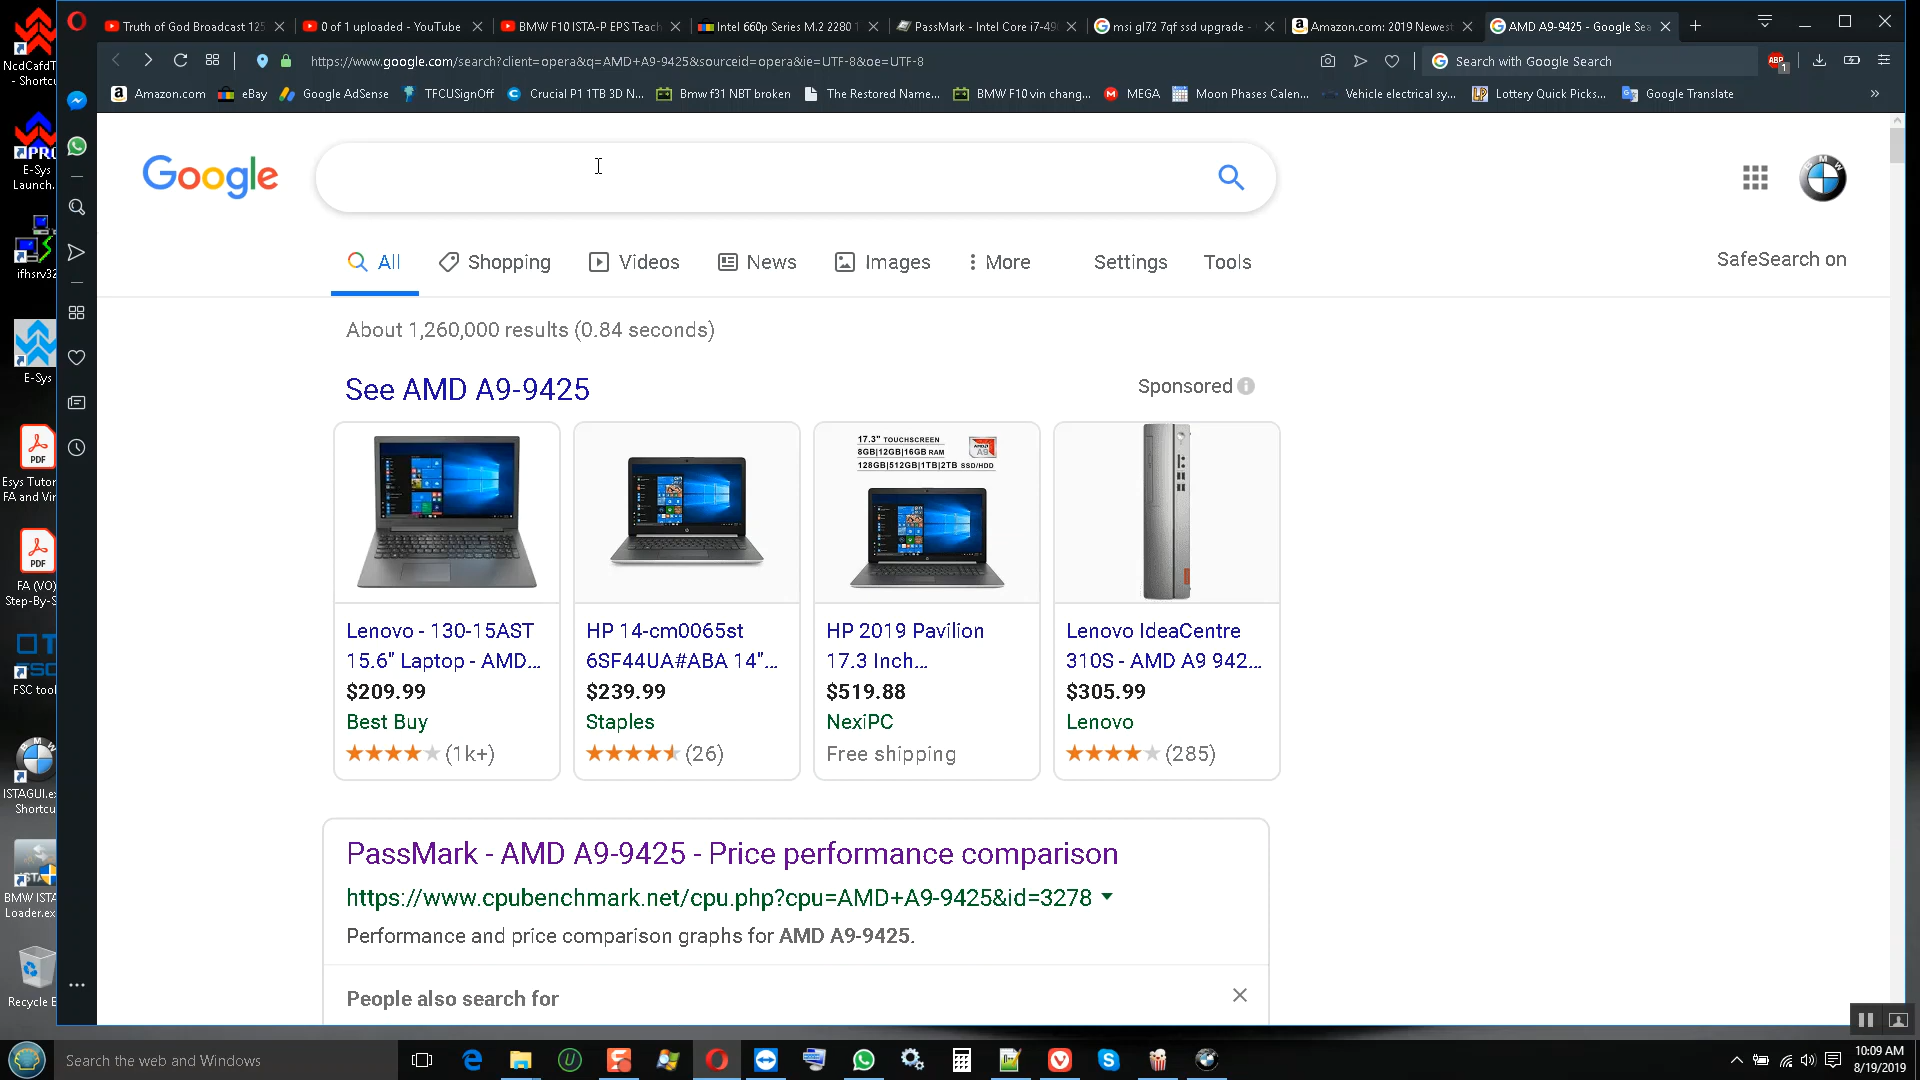 Truth of God Broadcast 125
0 of 1 uploaded - YouTube
BMW F10 ISTA-P EPS Teach
Intel 660p Series M.2 2280 1
PassMark - Intel Core i7-49
msi gl72 7qf ssd upgrade -
Amazon.com: 2019 Newest
AMD A9-9425 - Google Sea
https://www.google.com/search?client=opera&q=AMD+A9-9425&sourceid=opera&ie=UTF-8&oe=UTF-8
Search with Google Search
ABP
1
Amazon.com
eBay
Google AdSense
TFCUSignOff
Crucial P1 1TB 3D N...
Bmw f31 NBT broken
The Restored Name...
BMW F10 vin chang...
MEGA
Moon Phases Calen...
Vehicle electrical sy...
Lottery Quick Picks...
Google Translate
NcdCafdT
- Shortcu
PRO
E-Sys
Launch.
ifhsrv32
E-Sys
PDF
Esys Tutor
FA and Vir
PDF
FA (VO)
Step-By-S
FSC tool
ISTAGUI.ex
Shortcu
BMW ISTA
Loader.ex
Recycle B
Google
All
Shopping
Videos
News
Images
More
Settings
Tools
SafeSearch on
About 1,260,000 results (0.84 seconds)
See AMD A9-9425
Sponsored
17.3" TOUCHSCREEN
8GB|12GB|16GB RAM
128GB|512GB|1TB|2TB SSD/HDD
Lenovo - 130-15AST
15.6" Laptop - AMD...
$209.99
Best Buy
(1k+)
HP 14-cm0065st
6SF44UA#ABA 14"...
$239.99
Staples
(26)
HP 2019 Pavilion
17.3 Inch...
$519.88
NexiPC
Free shipping
Lenovo IdeaCentre
310S - AMD A9 942...
$305.99
Lenovo
(285)
PassMark - AMD A9-9425 - Price performance comparison
https://www.cpubenchmark.net/cpu.php?cpu=AMD+A9-9425&id=3278
Performance and price comparison graphs for AMD A9-9425.
People also search for
Search the web and Windows
10:09 AM
8/19/2019